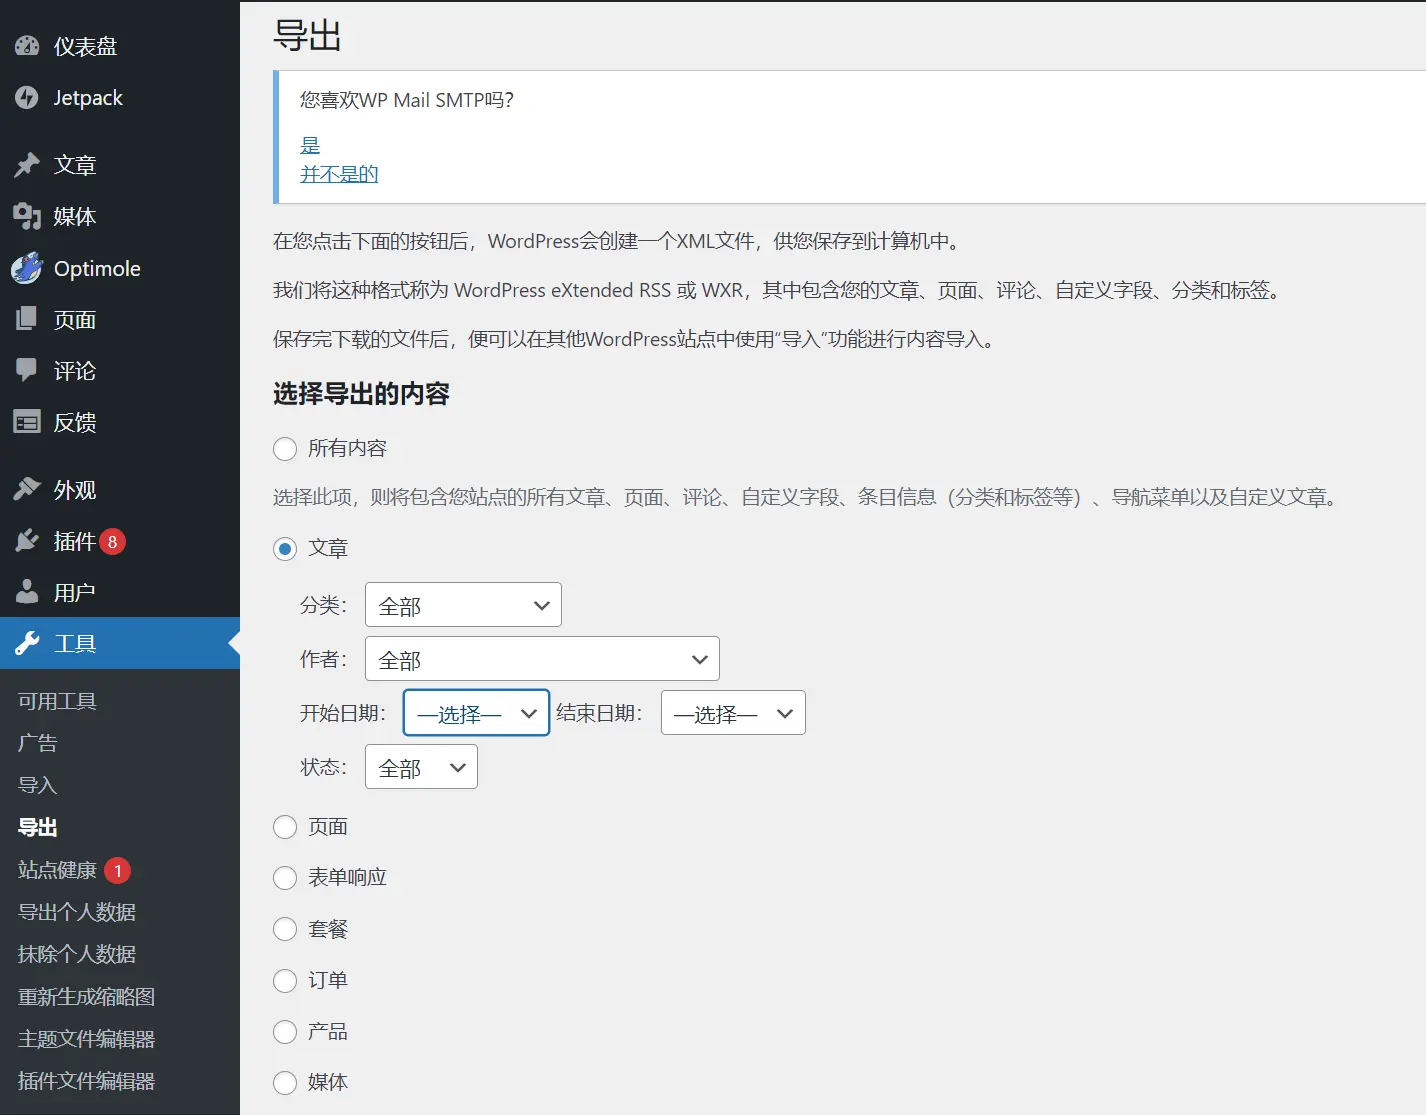 仪表盘
Jetpack
文章
媒体
Optimole
页面
评论
反馈
外观
插件 8
用户
工具
可用工具
广告
导入
导出
站点健康 1
导出个人数据
抹除个人数据
重新生成缩略图
主题文件编辑器
插件文件编辑器
导出
您喜欢WP Mail SMTP吗？
是
并不是的
在您点击下面的按钮后，WordPress会创建一个XML文件，供您保存到计算机中。
我们将这种格式称为 WordPress eXtended RSS 或 WXR，其中包含您的文章、页面、评论、自定义字段、分类和标签。
保存完下载的文件后，便可以在其他WordPress站点中使用“导入”功能进行内容导入。
选择导出的内容
所有内容
选择此项，则将包含您站点的所有文章、页面、评论、自定义字段、条目信息（分类和标签等）、导航菜单以及自定义文章。
文章
分类： 全部
作者： 全部
开始日期： —选择— 结束日期： —选择—
状态： 全部
页面
表单响应
套餐
订单
产品
媒体